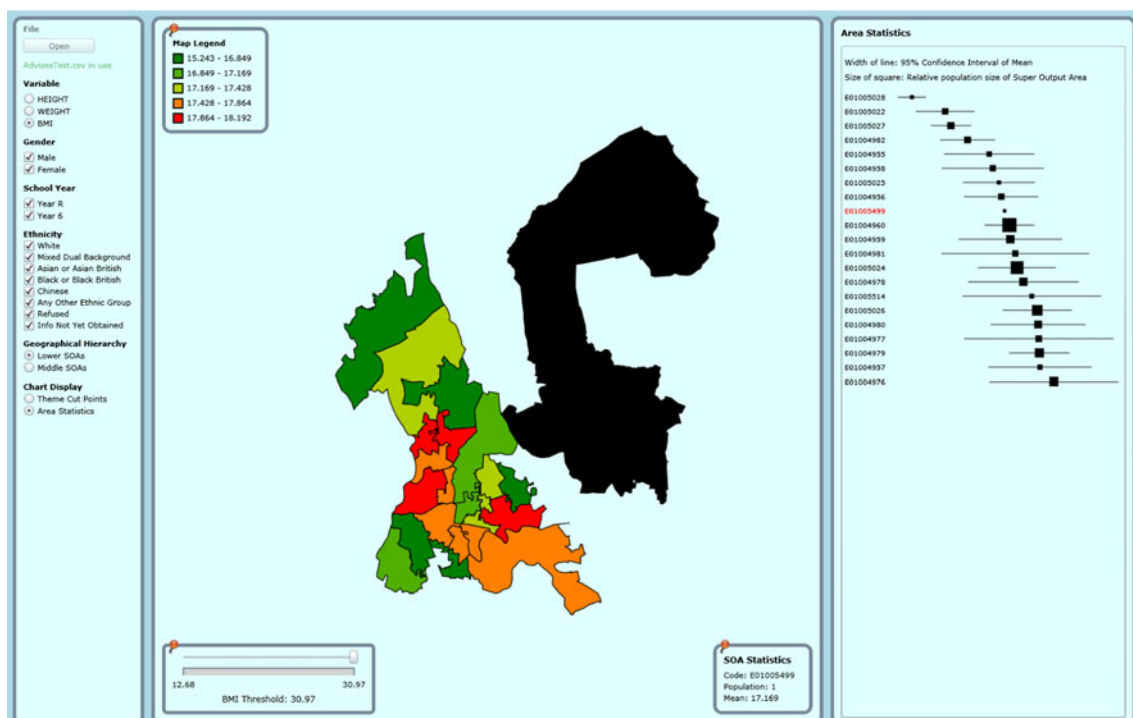 File
Open
AdvisesTest.csv in use
Variable
HEIGHT
WEIGHT
BMI
Gender
Male
Female
School Year
Year R
Year 6
Ethnicity
White
Mixed Dual Background
Asian or Asian British
Black or Black British
Chinese
Any Other Ethnic Group
Refused
Info Not Yet Obtained
Geographical Hierarchy
Lower SOAs
Middle SOAs
Chart Display
Theme Cut Points
Area Statistics
Map Legend
15.243 - 16.849
16.849 - 17.169
17.169 - 17.428
17.428 - 17.864
17.864 - 18.192
12.68 30.97
BMI Threshold: 30.97
SOA Statistics
Code: E01005499
Population: 1
Mean: 17.169
Area Statistics
Width of line: 95% Confidence Interval of Mean
Size of square: Relative population size of Super Output Area
E01005028
E01005022
E01005027
E01004982
E01004955
E01004958
E01005025
E01004956
E01005499
E01004960
E01004959
E01004981
E01005024
E01004978
E01005514
E01005026
E01004980
E01004977
E01004979
E01004957
E01004976